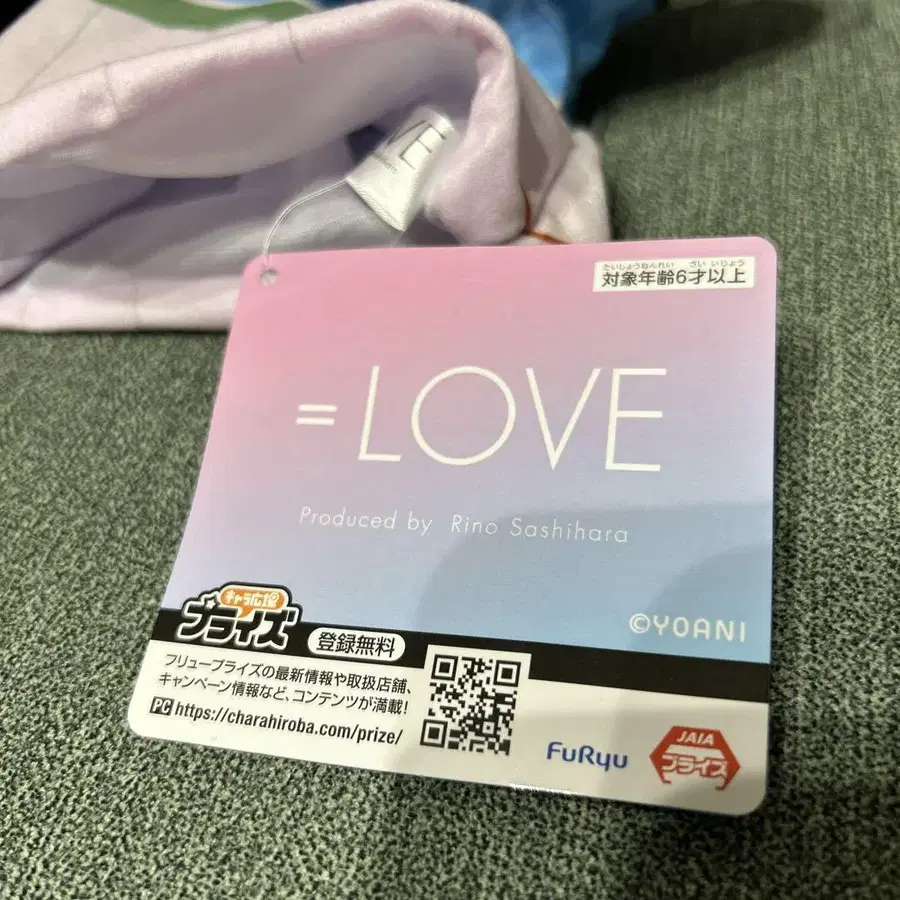 VE
たいしょうねんれい ざい いじょう
対象年齢6才以上
=LOVE
Produced by Rino Sashihara
©YOANI
キャラ広場
プライズ
登録無料
フリュープライズの最新情報や取扱店舗、
キャンペーン情報など、コンテンツが満載!
PC https://charahiroba.com/prize/
FuRyu
JAIA
プライズ